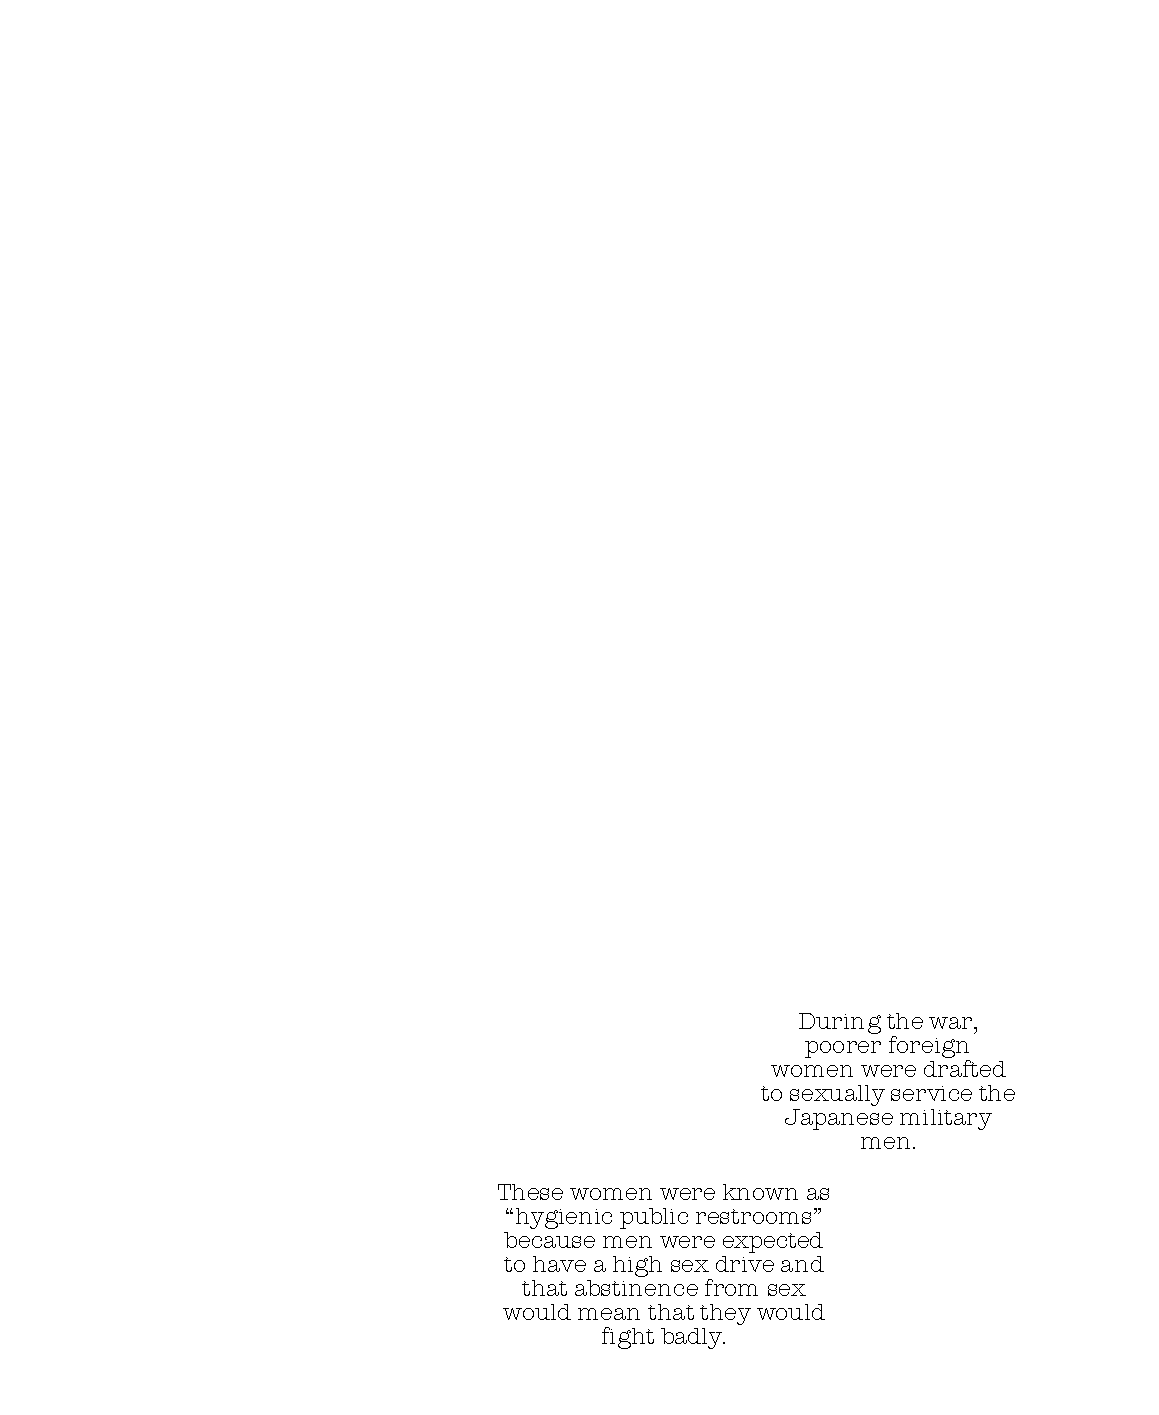 During the war,
poorer foreign
women were drafted
to sexually service the
Japanese military
men.
These women were known as
“hygienic public restrooms”
because men were expected
to have a high sex drive and
that abstinence from sex
would mean that they would
fight badly.